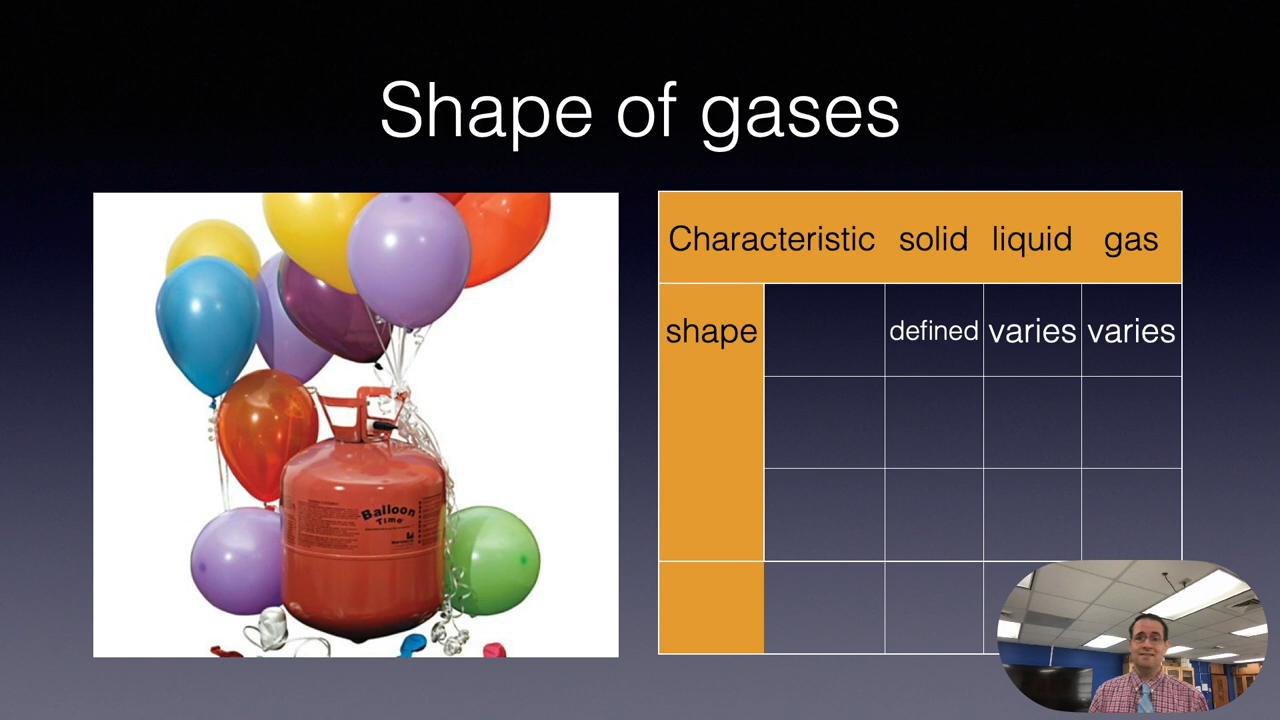 Shape of gases
Characteristic solid liquid gas
shape defined varies varies
Balloon
Time